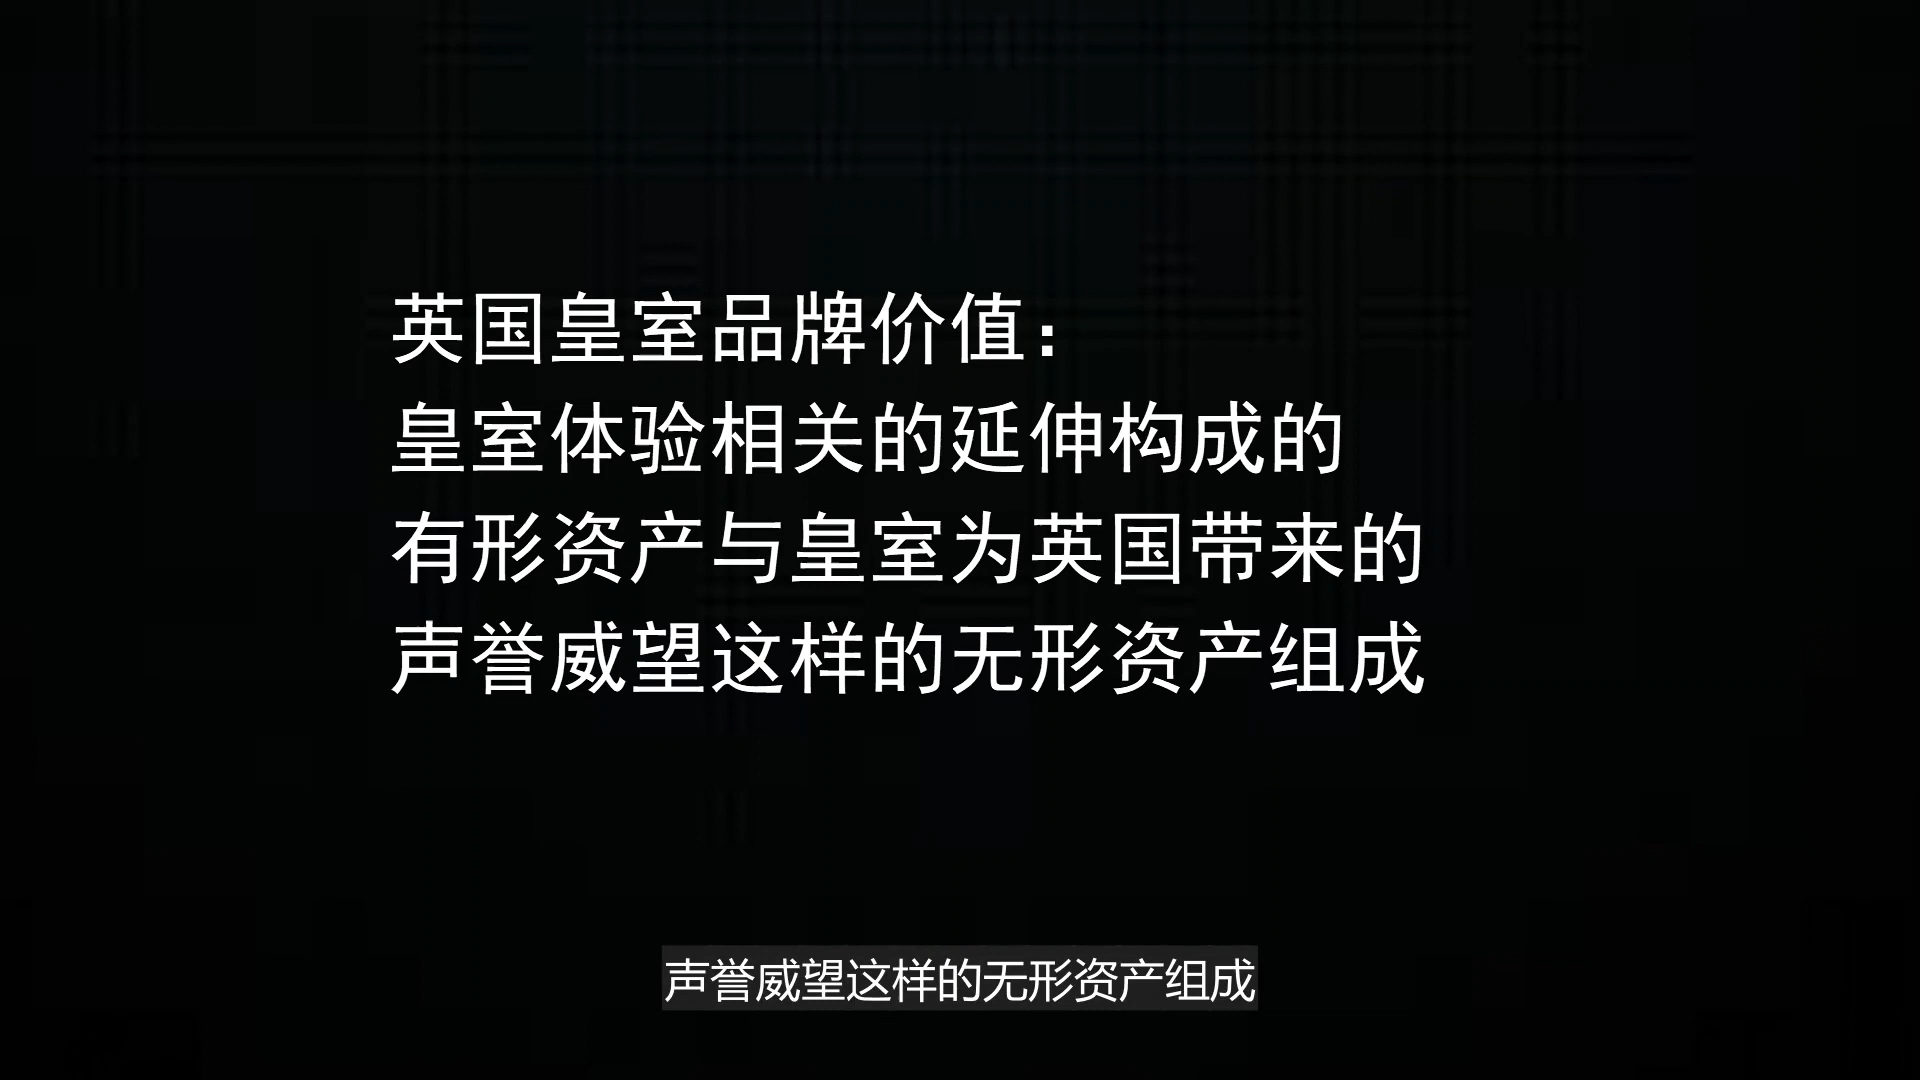 英国皇室品牌价值：
皇室体验相关的延伸构成的
有形资产与皇室为英国带来的
声誉威望这样的无形资产组成
声誉威望这样的无形资产组成